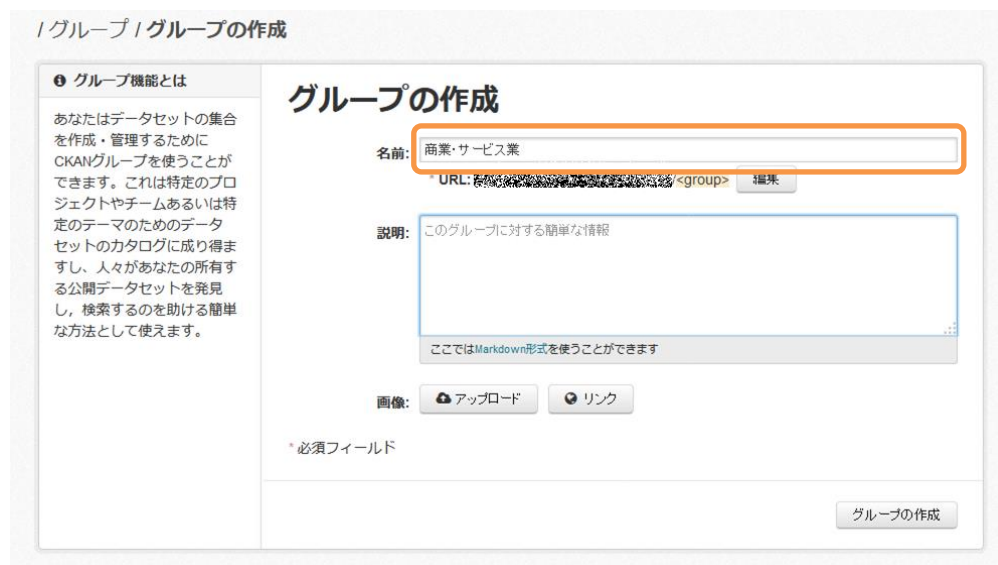 / グループ / グループの作成
グループ機能とは
あなたはデータセットの集合
を作成・管理するために
CKANグループを使うことが
できます。これは特定のプロ
ジェクトやチームあるいは特
定のテーマのためのデータ
セットのカタログに成り得ま
すし、人々があなたの所有す
る公開データセットを発見
し，検索するのを助ける簡単
な方法として使えます。
グループの作成
名前: 商業・サービス業
* URL: /<group> 編集
説明: このグループに対する簡単な情報
ここではMarkdown形式を使うことができます
画像: アップロード リンク
* 必須フィールド
グループの作成